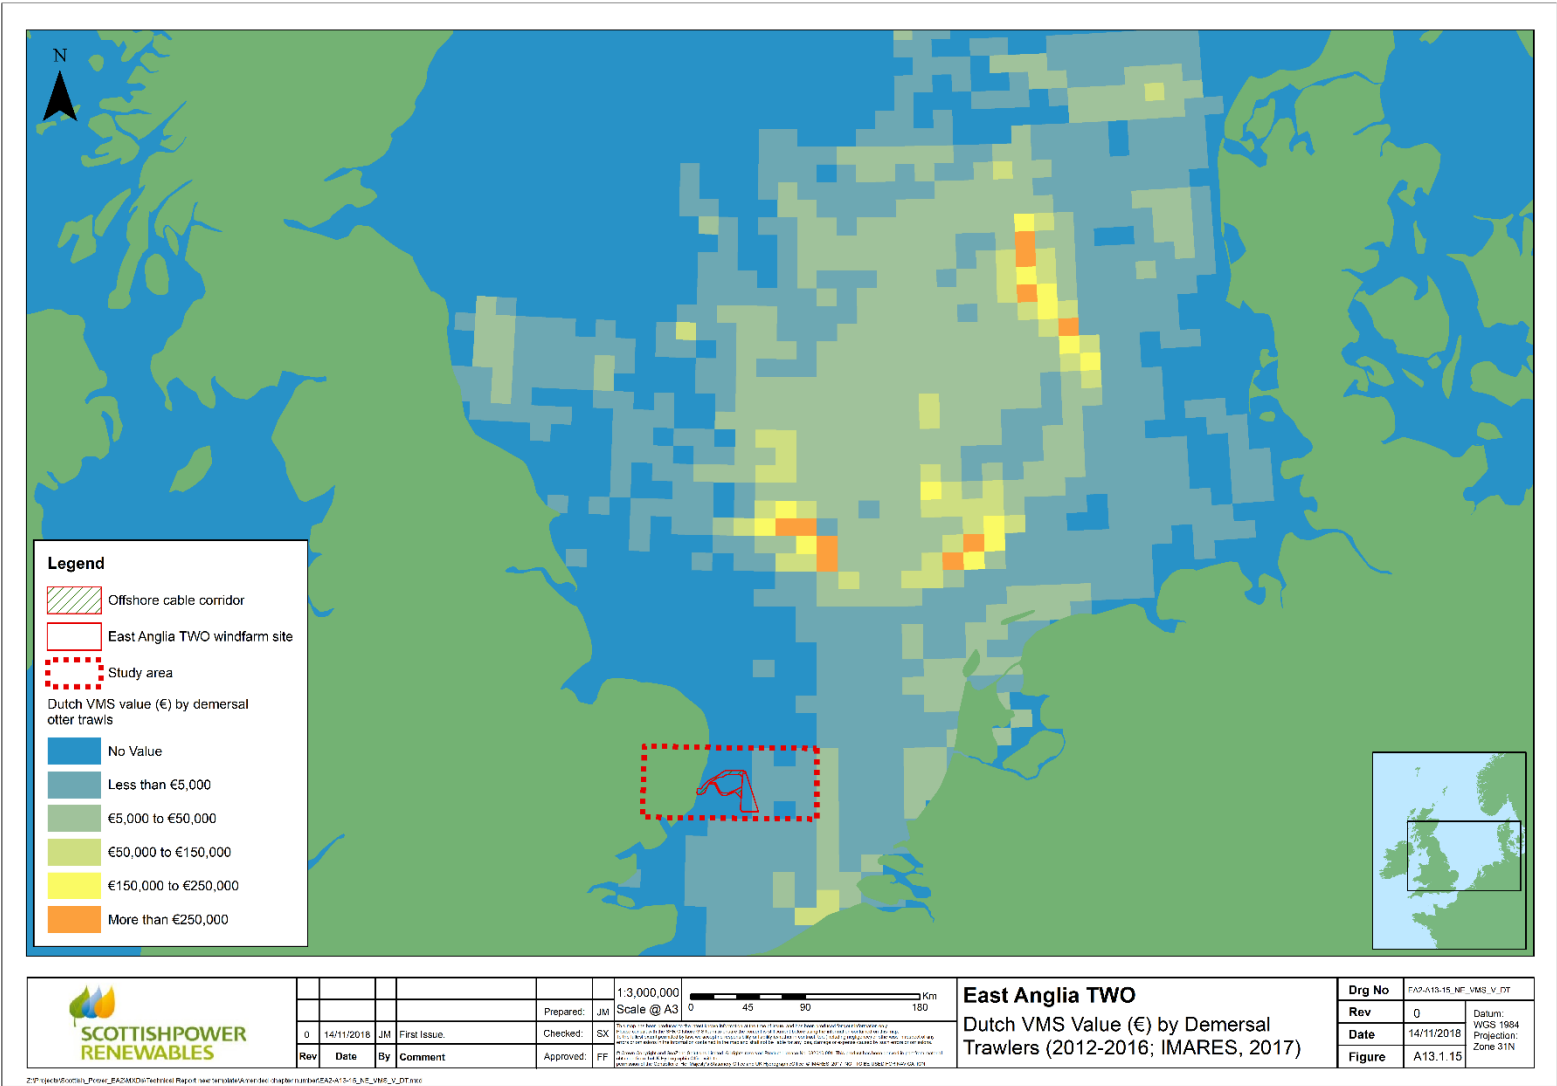 N
Legend
Offshore cable corridor
East Anglia TWO windfarm site
Study area
Dutch VMS value (€) by demersal
otter trawls
No Value
Less than €5,000
€5,000 to €50,000
€50,000 to €150,000
€150,000 to €250,000
More than €250,000
SCOTTISHPOWER
RENEWABLES
0 14/11/2018 JM First Issue.
Rev Date By Comment
Prepared: JM
Checked: SX
Approved: FF
1:3,000,000
Scale @ A3
Km
0 45 90 180
East Anglia TWO
Dutch VMS Value (€) by Demersal
Trawlers (2012-2016; IMARES, 2017)
Drg No EA2-A13-15_NE_VMS_V_DT
Rev 0
Date 14/11/2018
Figure A13.1.15
Datum:
WGS 1984
Projection:
Zone 31N